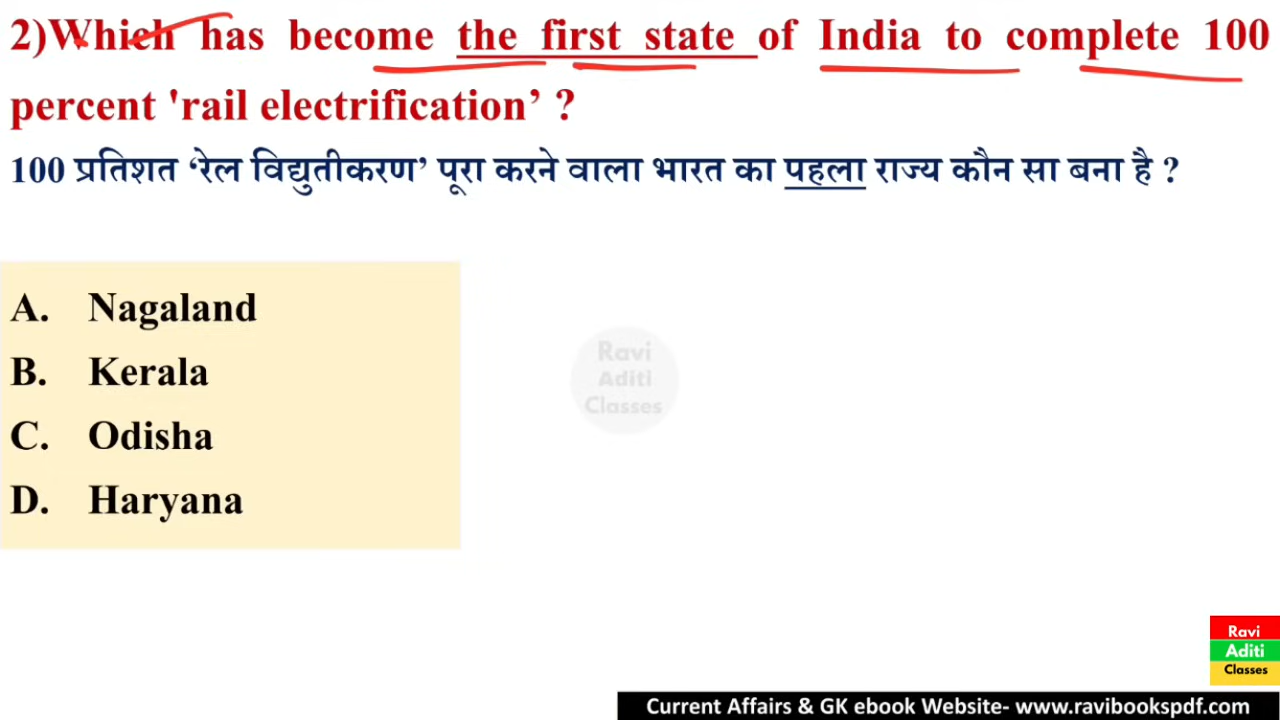 2)Which has become the first state of India to complete 100
percent 'rail electrification’ ?
100 प्रतिशत ‘रेल विद्युतीकरण’ पूरा करने वाला भारत का पहला राज्य कौन सा बना है ?
A. Nagaland
B. Kerala
C. Odisha
D. Haryana
Ravi
Aditi
Classes
Ravi
Aditi
Classes
Current Affairs & GK ebook Website- www.ravibookspdf.com